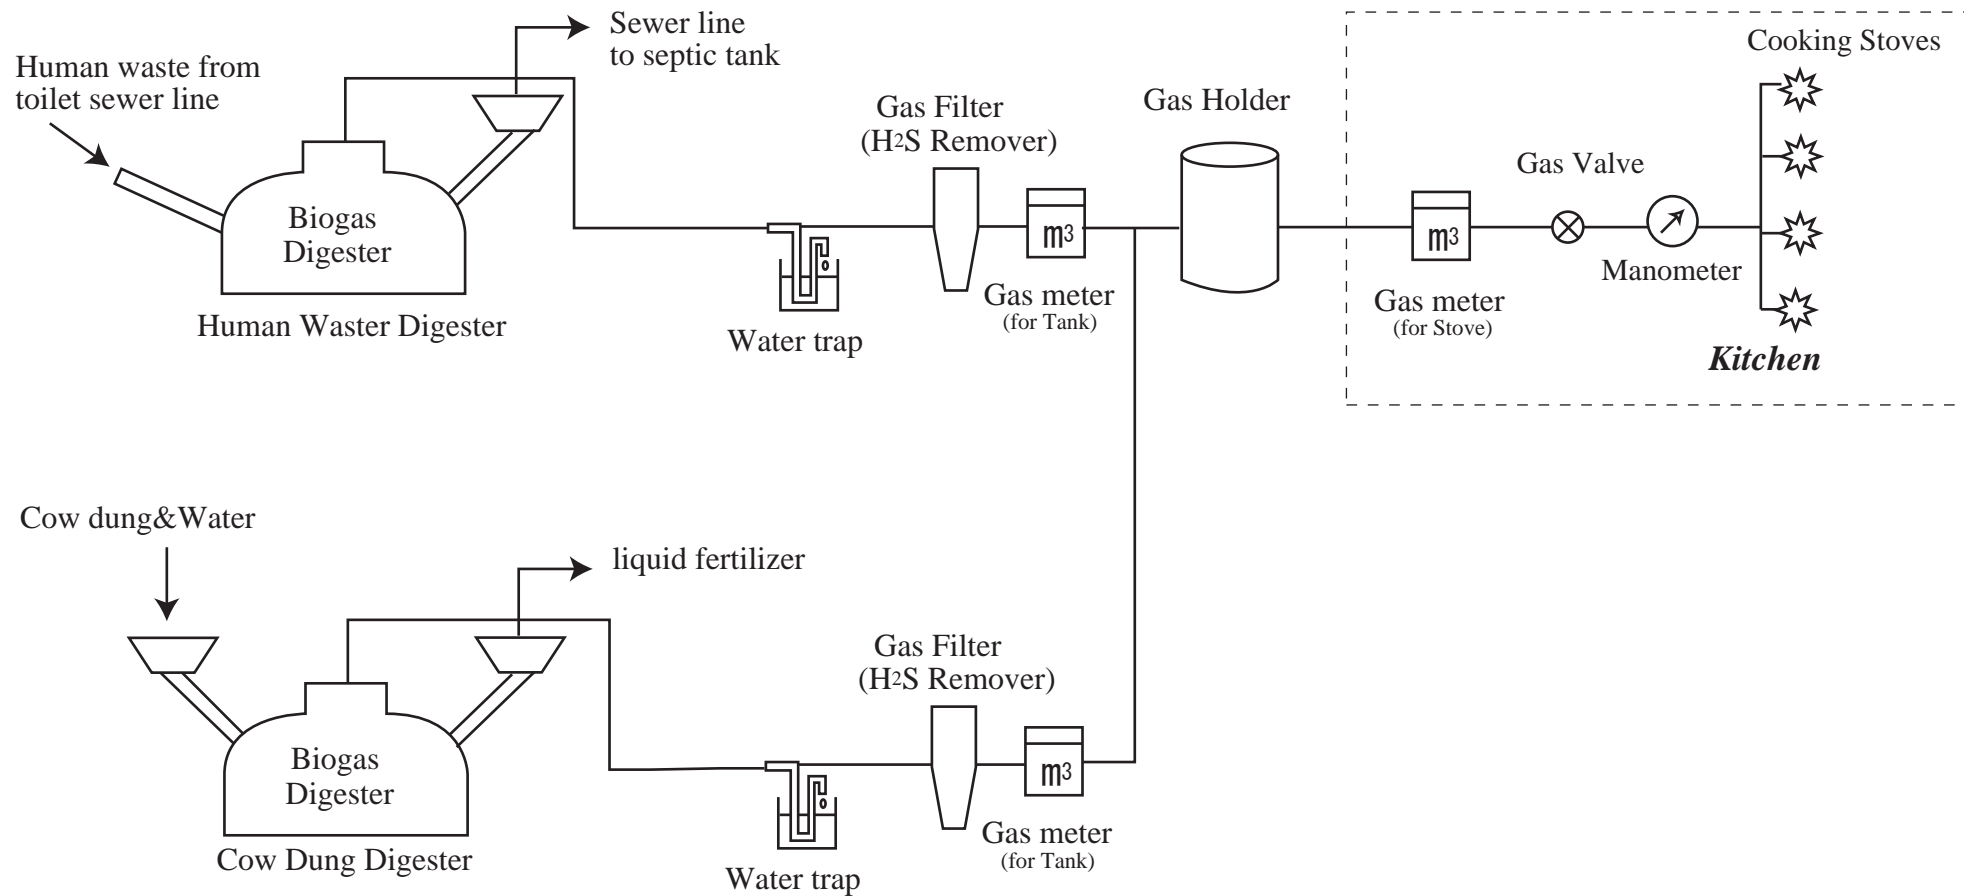 Human waste from
toilet sewer line
Sewer line
to septic tank
Biogas
Digester
Human Waster Digester
Water trap
Gas Filter
(H2S Remover)
m3
Gas meter
(for Tank)
Gas Holder
m3
Gas meter
(for Stove)
Gas Valve
Manometer
Cooking Stoves
Kitchen
Cow dung&Water
liquid fertilizer
Biogas
Digester
Cow Dung Digester
Water trap
Gas Filter
(H2S Remover)
m3
Gas meter
(for Tank)